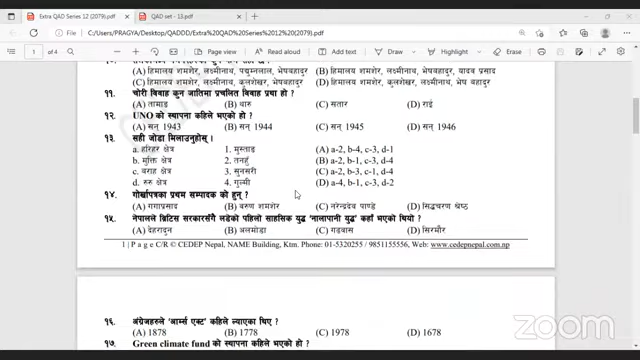 Extra QAD Series 12 (2079).pdf
QAD set - 13.pdf
File
C:/Users/PRAGYA/Desktop/QADDD/Extra%20QAD%20Series%2012%20(2079).pdf
1 of 4
Page view
Read aloud
Add text
Draw
Highlight
Erase
(A) हिमालय शमशेर, लक्ष्मीनाथ, पद्मुनलाल, भेषबहादुर (B) हिमालय शमशेर, लक्ष्मीनाथ, भेषबहादुर, यादव प्रसाद
(C) हिमालय शमशेर, लक्ष्मीनाथ, कुलशेखर, भेषबहादुर (D) हिमालय शमशेर, लक्ष्मीनाथ, कुलशेखर, भेष बहादुर
११. चोरी विवाह कुन जातिमा प्रचलित विवाह प्रथा हो ?
(A) तामाङ (B) थारु (C) सतार (D) राई
१२. UNO को स्थापना कहिले भएको हो ?
(A) सन् 1943 (B) सन् 1944 (C) सन् 1945 (D) सन् 1946
१३. सही जोडा मिलाउनुहोस् ।
a. हरिहर क्षेत्र 1. मुस्ताङ (A) a-2, b-4, c-3, d-1
b. मुक्ति क्षेत्र 2. तनहुँ (B) a-2, b-1, c-3, d-4
c. बराह क्षेत्र 3. सुनसरी (C) a-2, b-3, c-1, d-4
d. रुरु क्षेत्र 4. गुल्मी (D) a-4, b-1, c-3, d-2
१४. गोर्खापत्रका प्रथम सम्पादक को हुन् ?
(A) गंगाप्रसाद (B) वरुण शमशेर (C) नरेन्द्रदेव पाण्डे (D) सिद्धचरण श्रेष्ठ
१५. नेपालले ब्रिटिस सरकारसँगै लडेको पहिलो साहसिक युद्ध 'नालापानी युद्ध' कहाँ भएको थियो ?
(A) देहरादुन (B) अलमोडा (C) गढवास (D) सिरमौर
1 | P a g e C/R © CEDEP Nepal, NAME Building, Ktm. Phone: 01-5320255 / 9851155556, Web: www.cedepnepal.com.np
१६. अंग्रेजहरुले 'आर्म्स एक्ट' कहिले ल्याएका थिए ?
(A) 1878 (B) 1778 (C) 1978 (D) 1678
१७. Green climate fund को स्थापना कहिले भएको हो ?
zoom